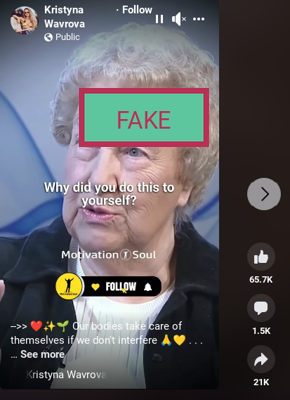 Kristyna · Follow
Wavrova
Public
FAKE
Why did you do this to
yourself?
Motivation Soul
FOLLOW
65.7K
-->> ❤️✨🌱 Our bodies take care of
themselves if we don't interfere 🙏💛 . . .
... See more
1.5K
Kristyna Wavrova
21K